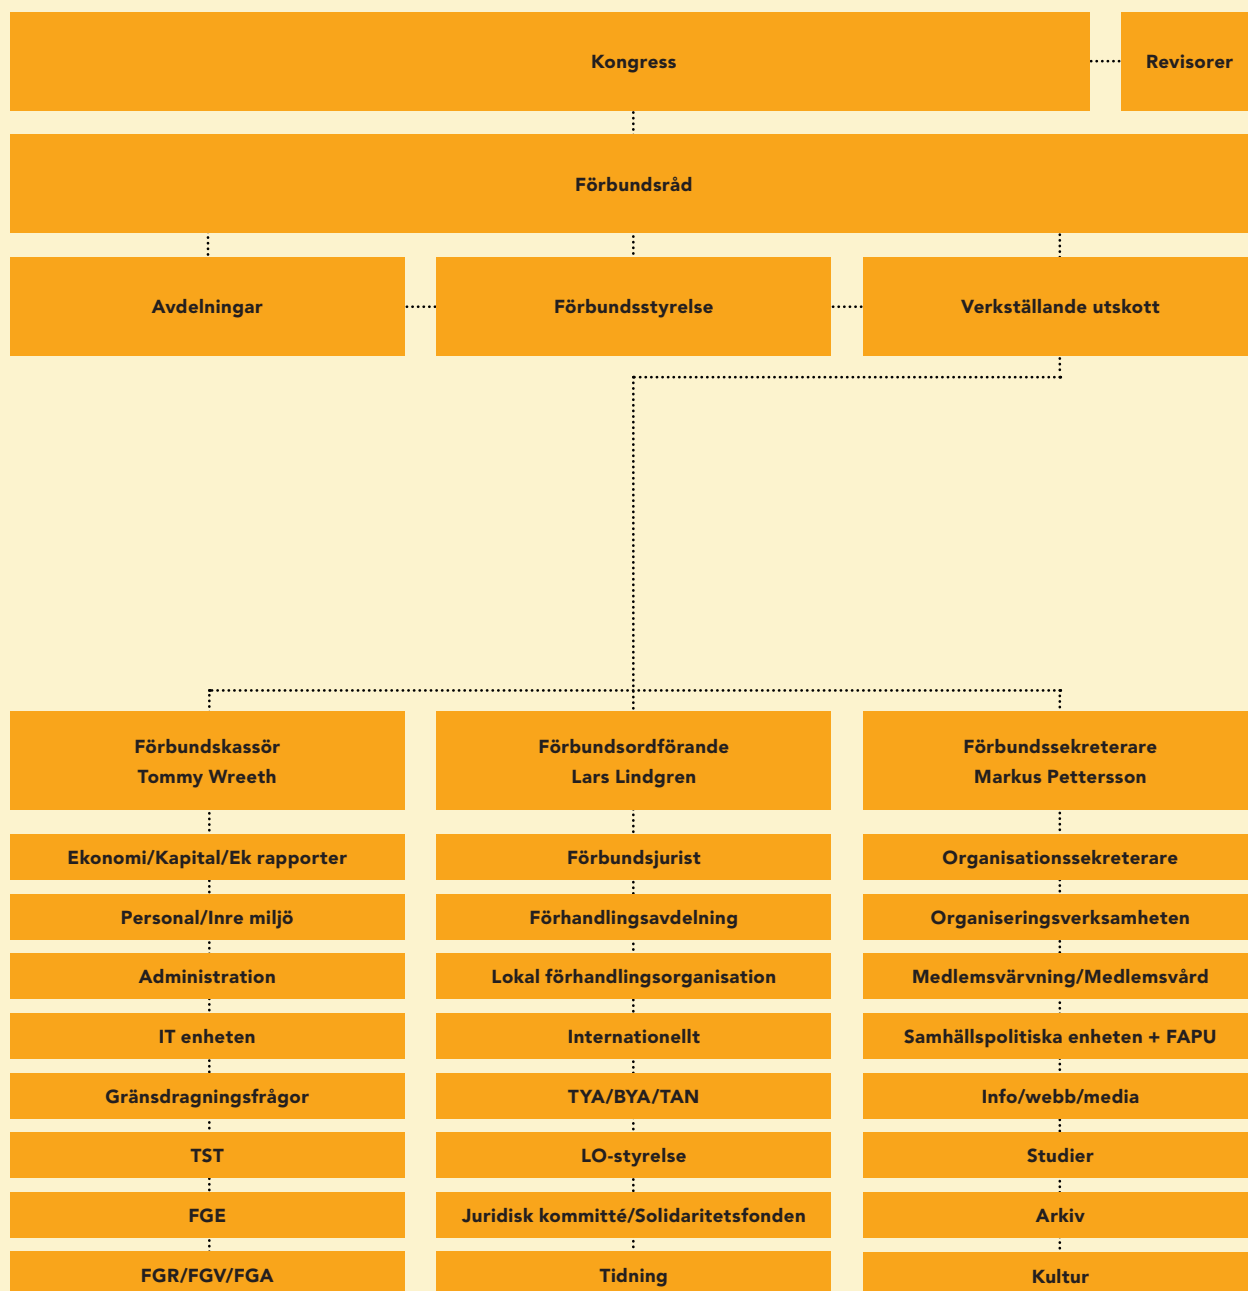 Kongress
Revisorer
Förbundsråd
Avdelningar
Förbundsstyrelse
Verkställande utskott
Förbundskassör
Tommy Wreeth
Ekonomi/Kapital/Ek rapporter
Personal/Inre miljö
Administration
IT enheten
Gränsdragningsfrågor
TST
FGE
FGR/FGV/FGA
Förbundsordförande
Lars Lindgren
Förbundsjurist
Förhandlingsavdelning
Lokal förhandlingsorganisation
Internationellt
TYA/BYA/TAN
LO-styrelse
Juridisk kommitté/Solidaritetsfonden
Tidning
Förbundssekreterare
Markus Pettersson
Organisationssekreterare
Organiseringsverksamheten
Medlemsvärvning/Medlemsvård
Samhällspolitiska enheten + FAPU
Info/webb/media
Studier
Arkiv
Kultur